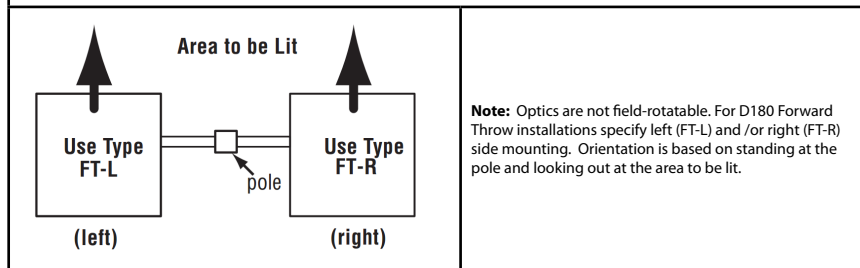 Area to be Lit
Use Type
FT-L
Use Type
FT-R
pole
(left)
(right)
Note: Optics are not field-rotatable. For D180 Forward
Throw installations specify left (FT-L) and /or right (FT-R)
side mounting. Orientation is based on standing at the
pole and looking out at the area to be lit.